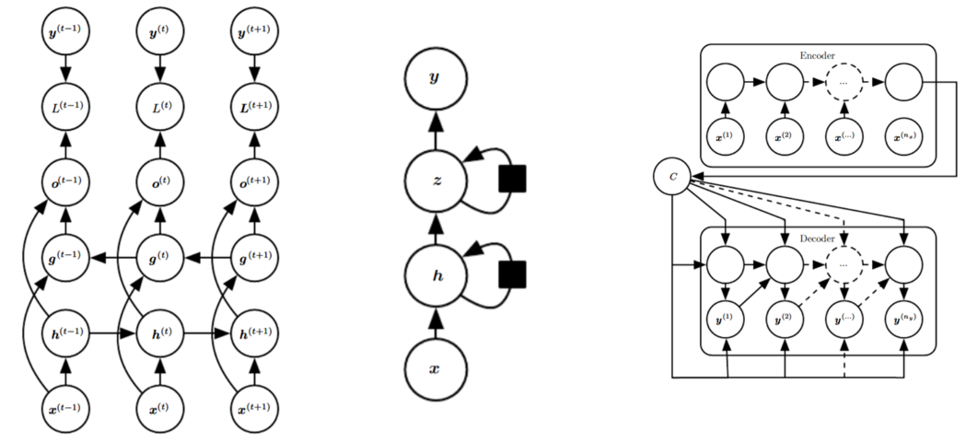 y^(t−1) y^(t) y^(t+1)
L^(t−1) L^(t) L^(t+1)
o^(t−1) o^(t) o^(t+1)
g^(t−1) g^(t) g^(t+1)
h^(t−1) h^(t) h^(t+1)
x^(t−1) x^(t) x^(t+1)
y
z
h
x
Encoder
...
x^(1) x^(2) x^(...) x^(n_x)
C
Decoder
...
y^(1) y^(2) y^(...) y^(n_y)